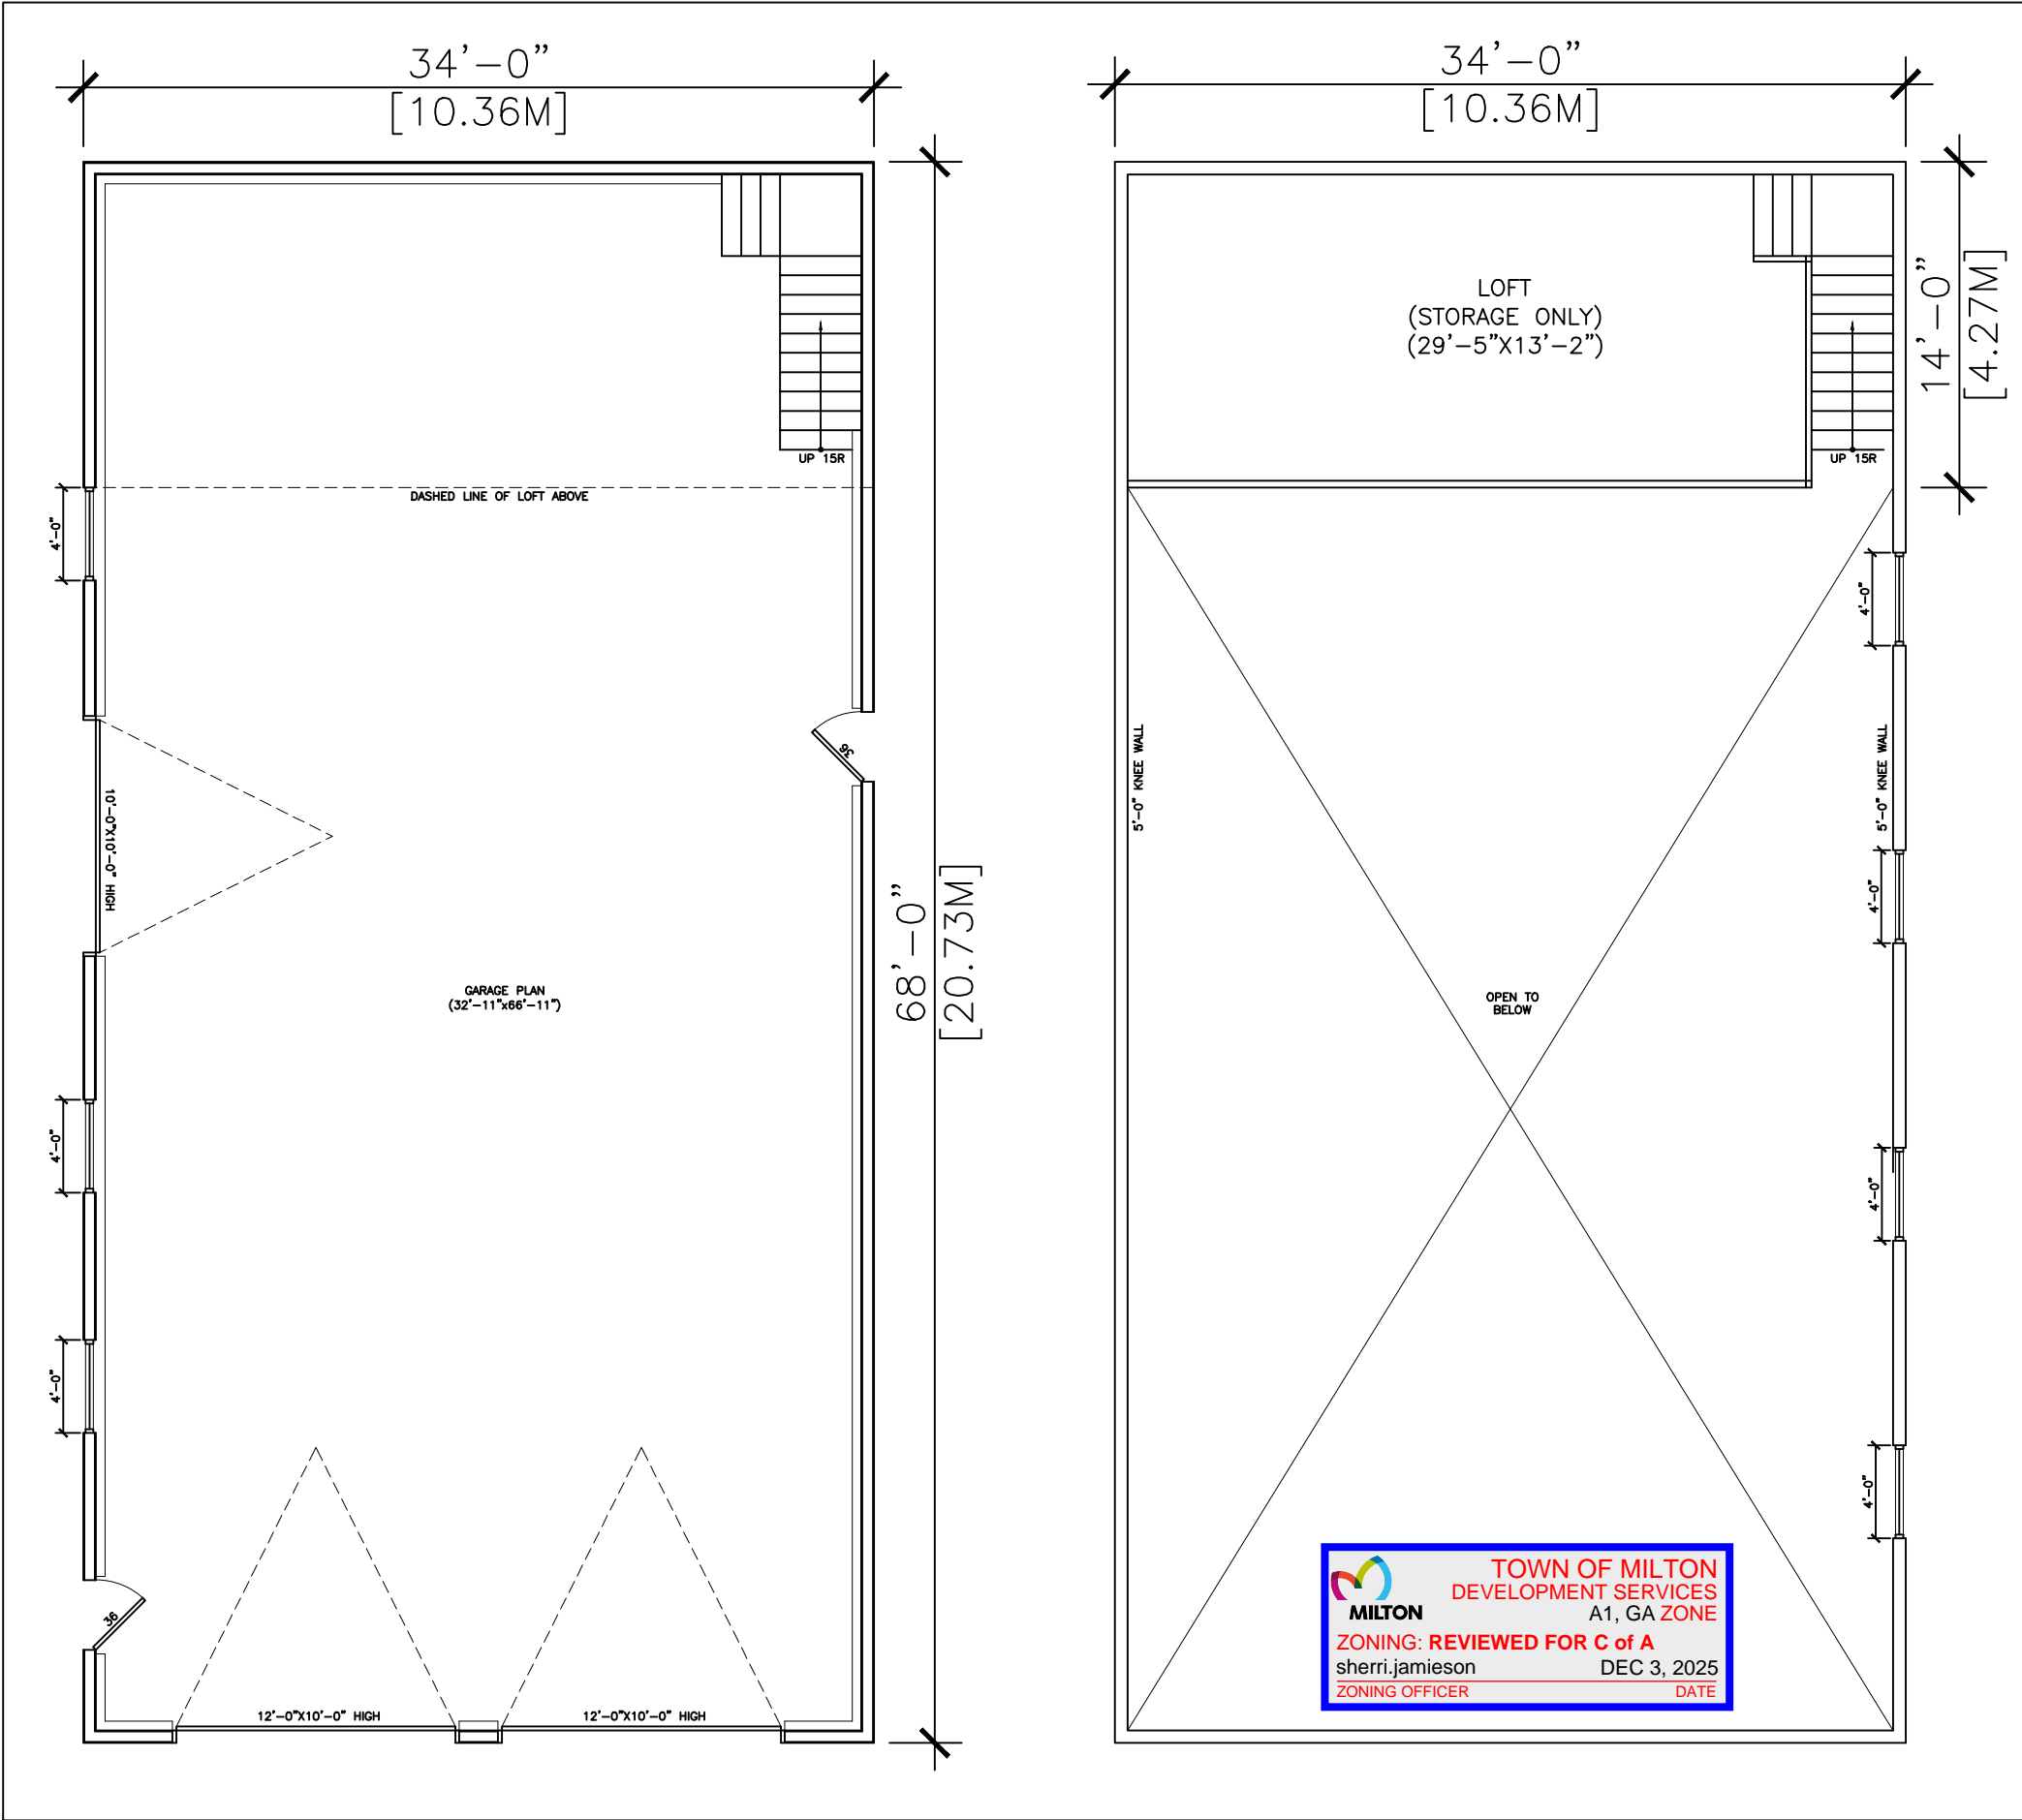 34'-0"
[10.36M]
34'-0"
[10.36M]
LOFT
(STORAGE ONLY)
(29'-5"X13'-2")
14'-0"
[4.27M]
UP 15R
UP 15R
DASHED LINE OF LOFT ABOVE
4'-0"
4'-0"
36
5'-0" KNEE WALL
5'-0" KNEE WALL
10'-0"X10'-0" HIGH
4'-0"
68'-0"
[20.73M]
GARAGE PLAN
(32'-11"x66'-11")
OPEN TO
BELOW
4'-0"
4'-0"
4'-0"
4'-0"
36
12'-0"X10'-0" HIGH
12'-0"X10'-0" HIGH
MILTON
TOWN OF MILTON
DEVELOPMENT SERVICES
A1, GA ZONE
ZONING: REVIEWED FOR C of A
sherri.jamieson DEC 3, 2025
ZONING OFFICER DATE